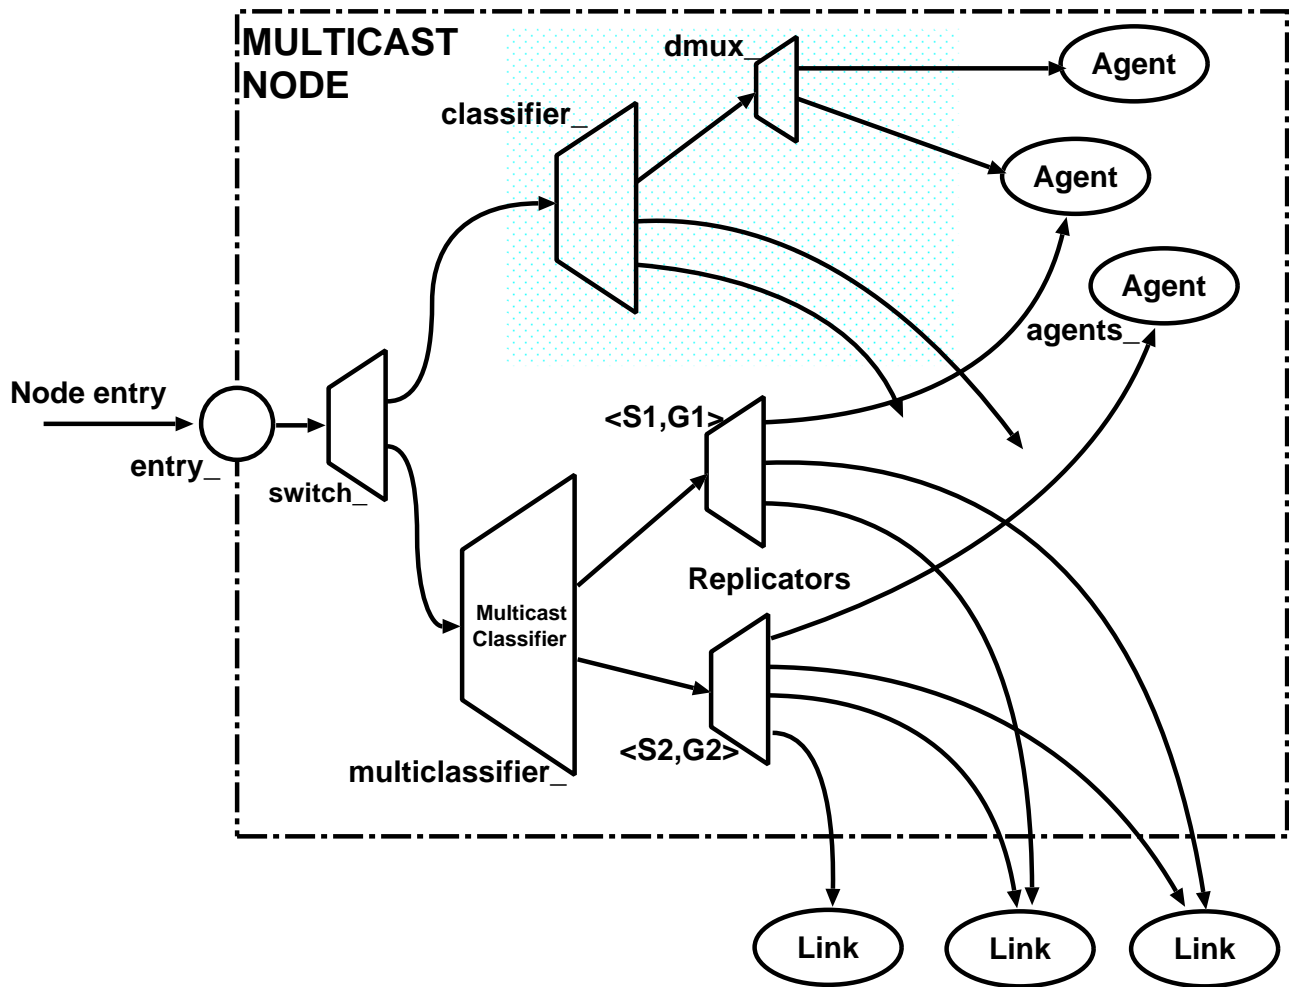 MULTICAST
NODE
dmux_
Agent
classifier_
Agent
Agent
agents_
Node entry
<S1,G1>
entry_
switch_
Replicators
Multicast
Classifier
<S2,G2>
multiclassifier_
Link
Link
Link